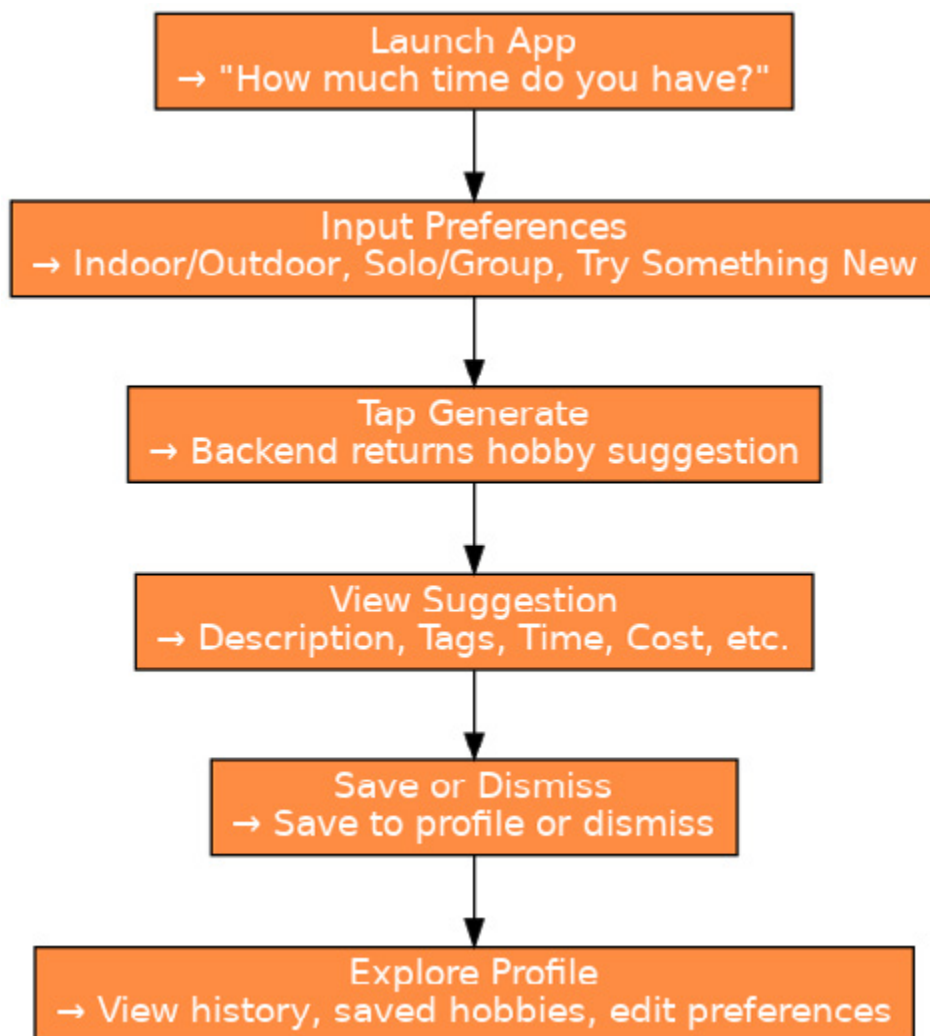 Launch App
→ "How much time do you have?"
Input Preferences
→ Indoor/Outdoor, Solo/Group, Try Something New
Tap Generate
→ Backend returns hobby suggestion
View Suggestion
→ Description, Tags, Time, Cost, etc.
Save or Dismiss
→ Save to profile or dismiss
Explore Profile
→ View history, saved hobbies, edit preferences